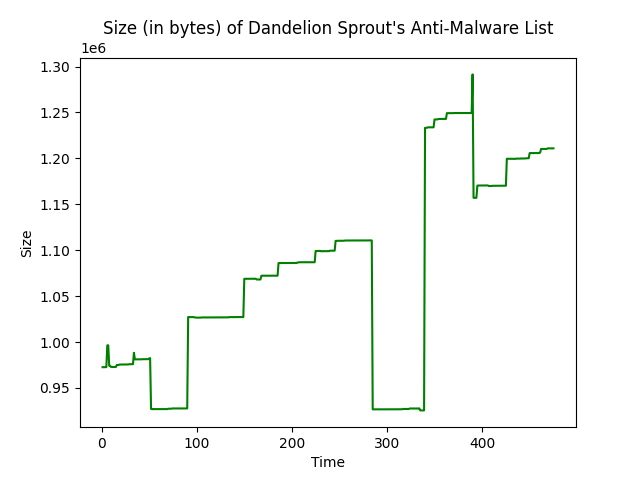 Size (in bytes) of Dandelion Sprout's Anti-Malware List
1e6
1.30
1.25
1.20
1.15
1.10
1.05
1.00
0.95
Size
0 100 200 300 400
Time